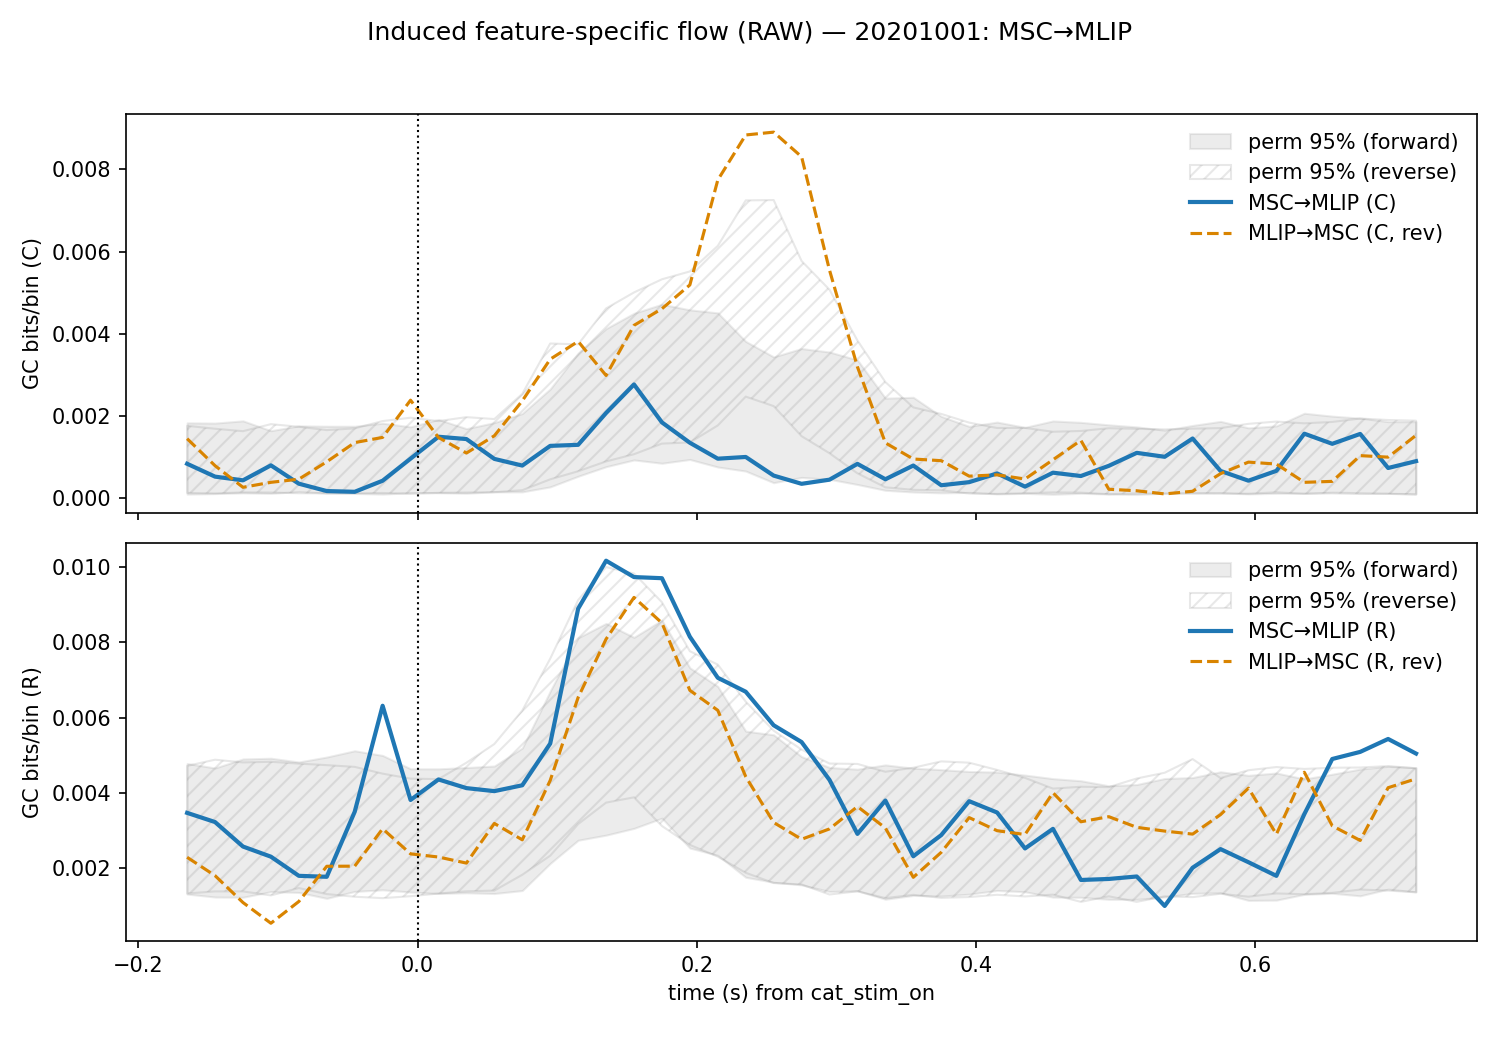 Induced feature-specific flow (RAW) — 20201001: MSC→MLIP
GC bits/bin (C)
0.008
0.006
0.004
0.002
0.000
perm 95% (forward)
perm 95% (reverse)
MSC→MLIP (C)
MLIP→MSC (C, rev)
GC bits/bin (R)
0.010
0.008
0.006
0.004
0.002
perm 95% (forward)
perm 95% (reverse)
MSC→MLIP (R)
MLIP→MSC (R, rev)
−0.2 0.0 0.2 0.4 0.6
time (s) from cat_stim_on